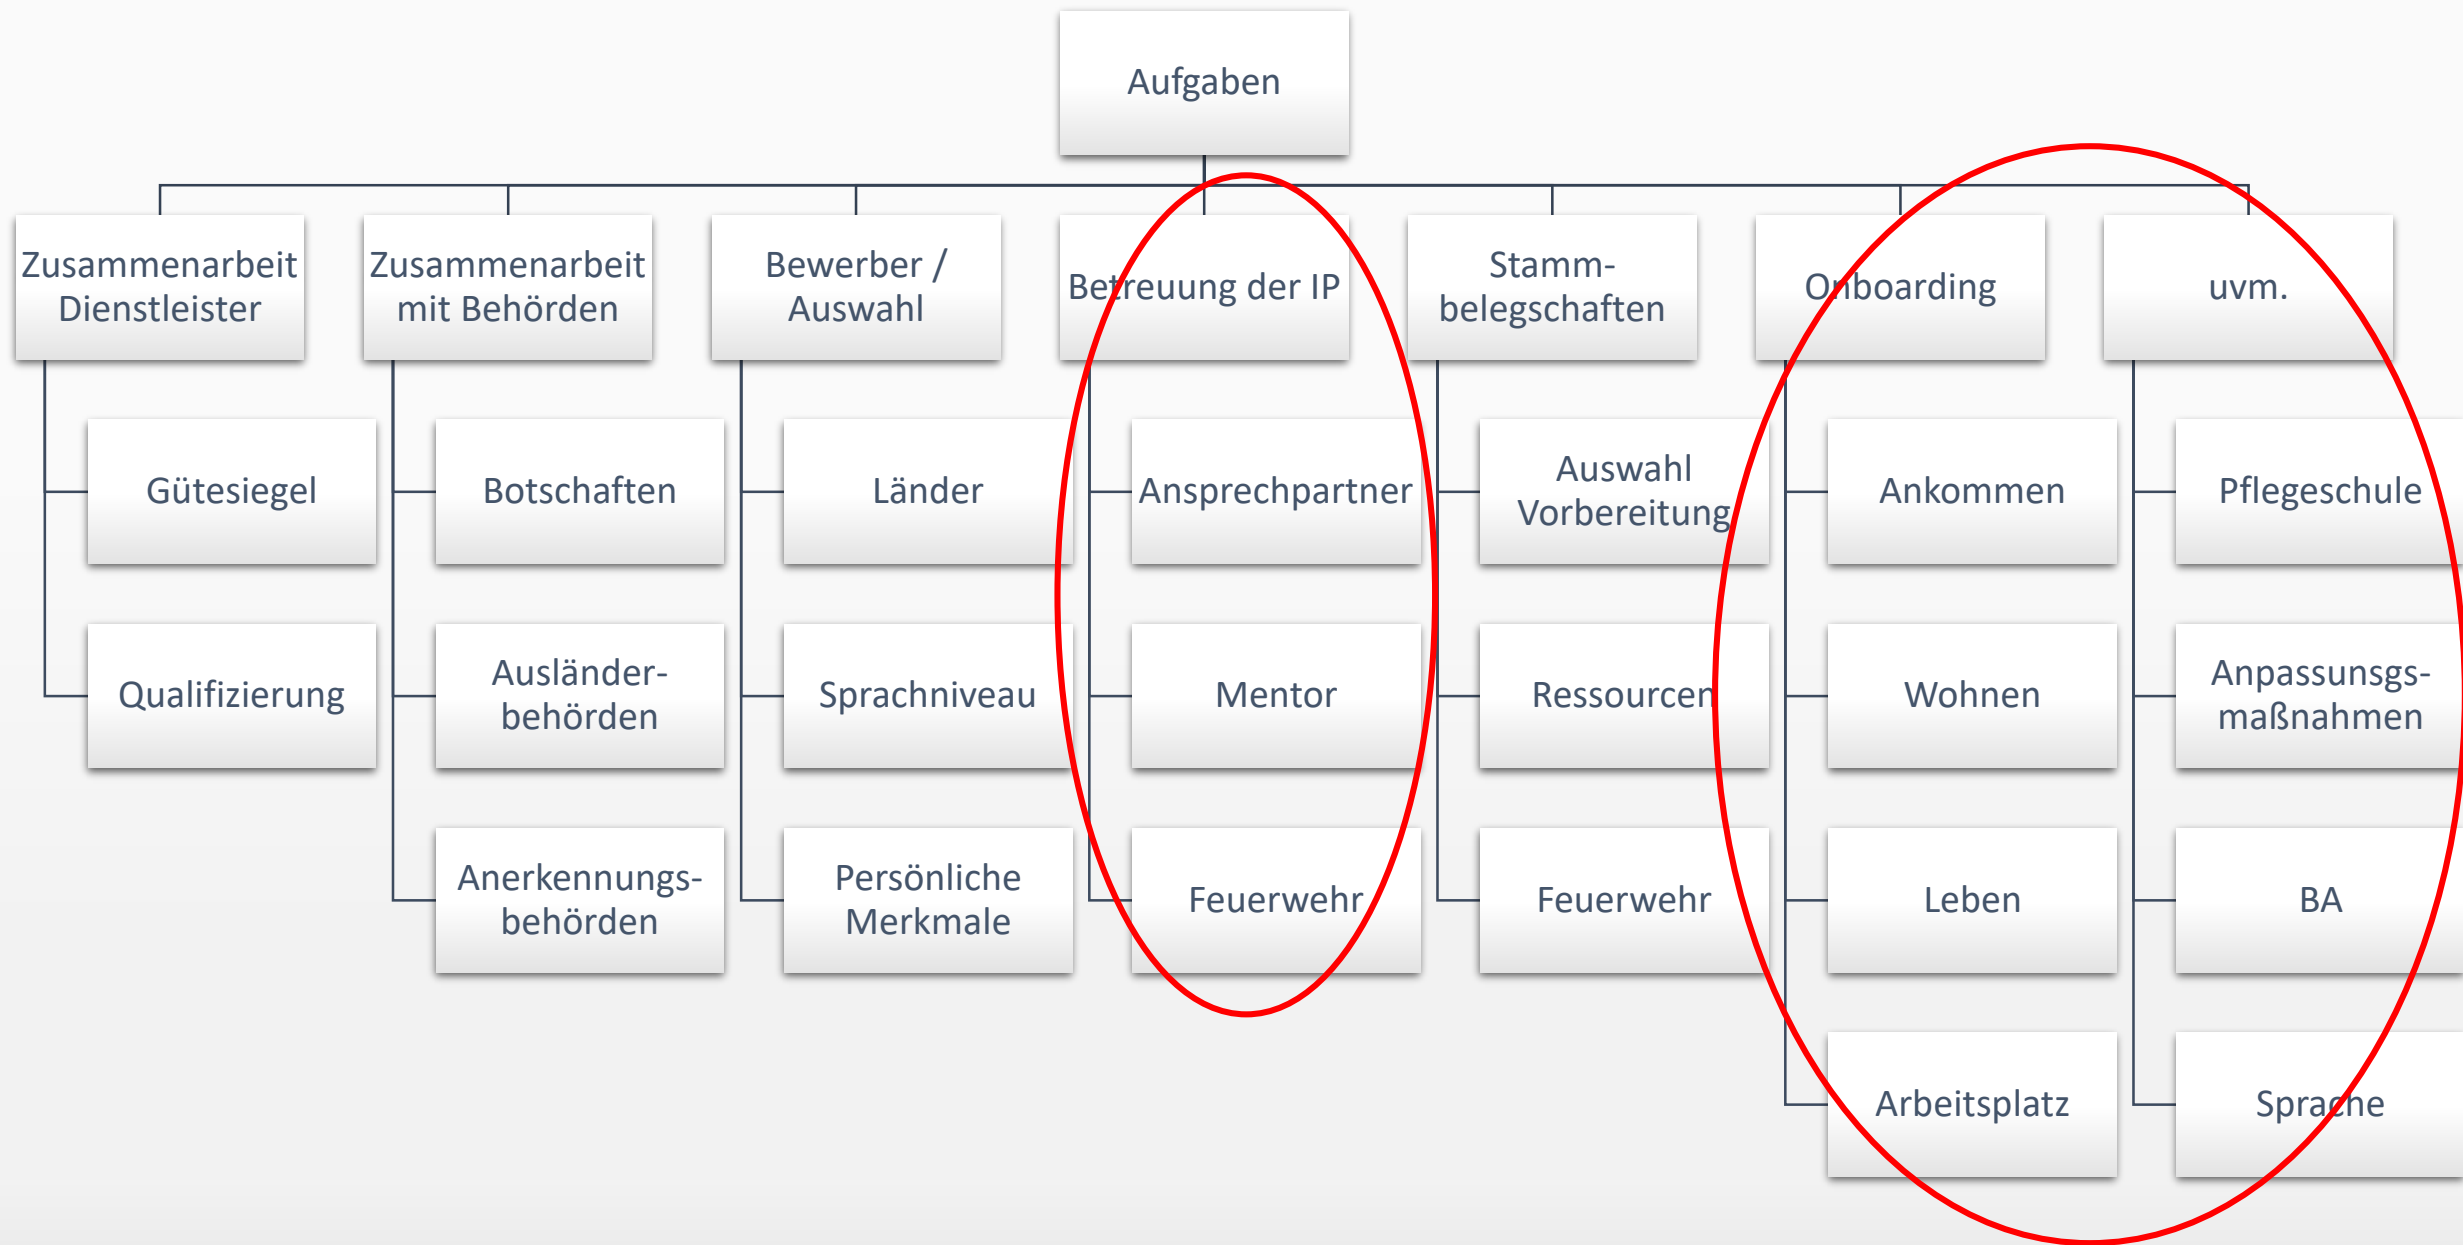 Aufgaben
Zusammenarbeit
Dienstleister
Gütesiegel
Qualifizierung
Zusammenarbeit
mit Behörden
Botschaften
Ausländer-
behörden
Anerkennungs-
behörden
Bewerber /
Auswahl
Länder
Sprachniveau
Persönliche
Merkmale
Betreuung der IP
Ansprechpartner
Mentor
Feuerwehr
Stamm-
belegschaften
Auswahl
Vorbereitung
Ressourcen
Feuerwehr
Onboarding
Ankommen
Wohnen
Leben
Arbeitsplatz
uvm.
Pflegeschule
Anpassunsgs-
maßnahmen
BA
Sprache